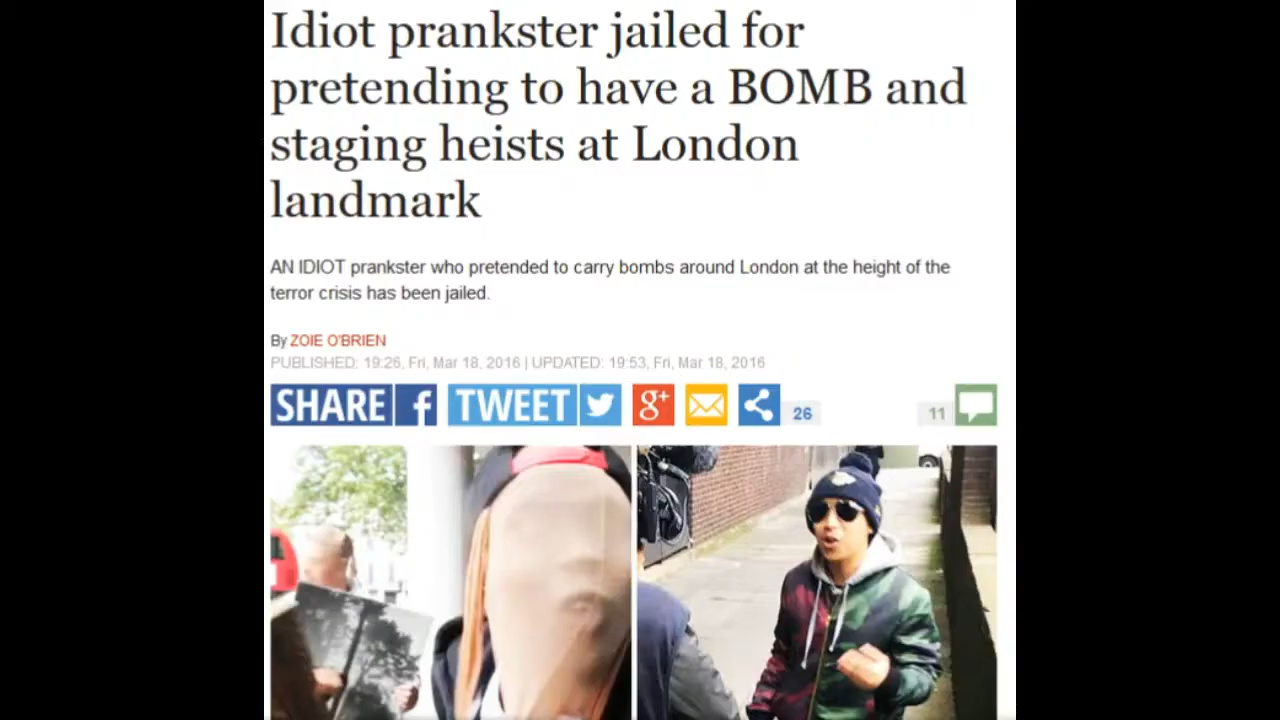 Idiot prankster jailed for
pretending to have a BOMB and
staging heists at London
landmark
AN IDIOT prankster who pretended to carry bombs around London at the height of the
terror crisis has been jailed.
By ZOIE O'BRIEN
PUBLISHED: 19:26, Fri, Mar 18, 2016 | UPDATED: 19:53, Fri, Mar 18, 2016
SHARE f TWEET g+ 26 11